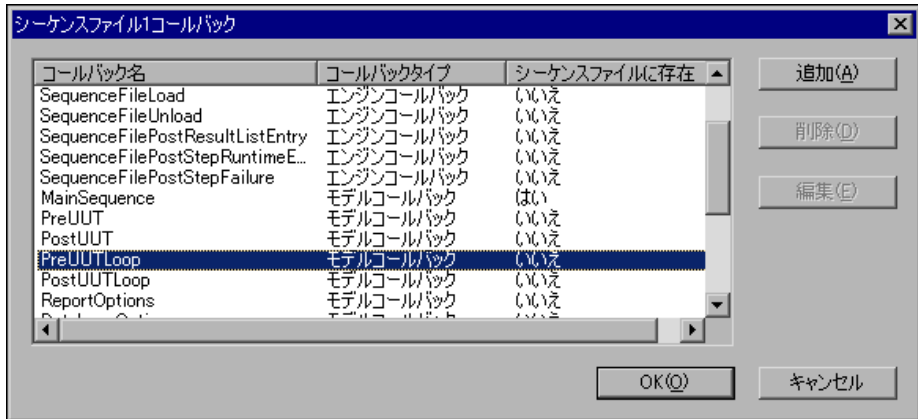 シーケンスファイル1コールバック
コールバック名 コールバックタイプ シーケンスファイルに存在
SequenceFileLoad エンジンコールバック いいえ
SequenceFileUnload エンジンコールバック いいえ
SequenceFilePostResultListEntry エンジンコールバック いいえ
SequenceFilePostStepRuntimeE... エンジンコールバック いいえ
SequenceFilePostStepFailure エンジンコールバック いいえ
MainSequence モデルコールバック はい
PreUUT モデルコールバック いいえ
PostUUT モデルコールバック いいえ
PreUUTLoop モデルコールバック いいえ
PostUUTLoop モデルコールバック いいえ
ReportOptions モデルコールバック いいえ
追加(A)
削除(D)
編集(E)
OK(O) キャンセル